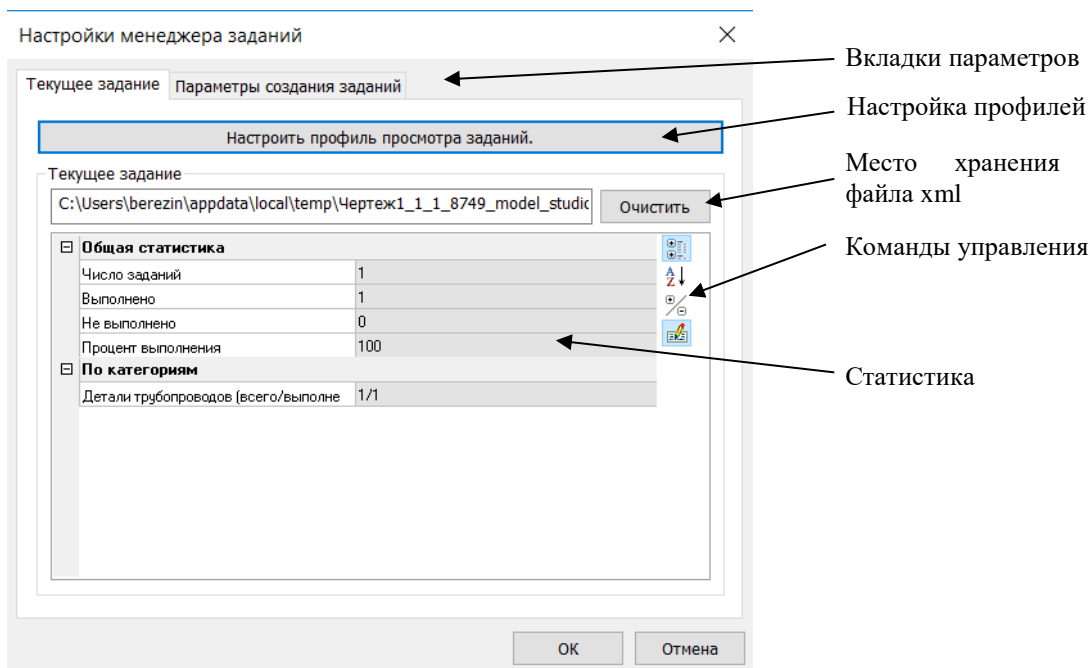 Настройки менеджера заданий
Текущее задание
Параметры создания заданий
Вкладки параметров
Настроить профиль просмотра заданий.
Настройка профилей
Текущее задание
C:\Users\berezin\appdata\local\temp\Чертеж1_1_1_8749_model_studic
Очистить
Место хранения
файла xml
Общая статистика
Число заданий 1
Выполнено 1
Не выполнено 0
Процент выполнения 100
По категориям
Детали трубопроводов (всего/выполне 1/1
Команды управления
Статистика
ОК
Отмена